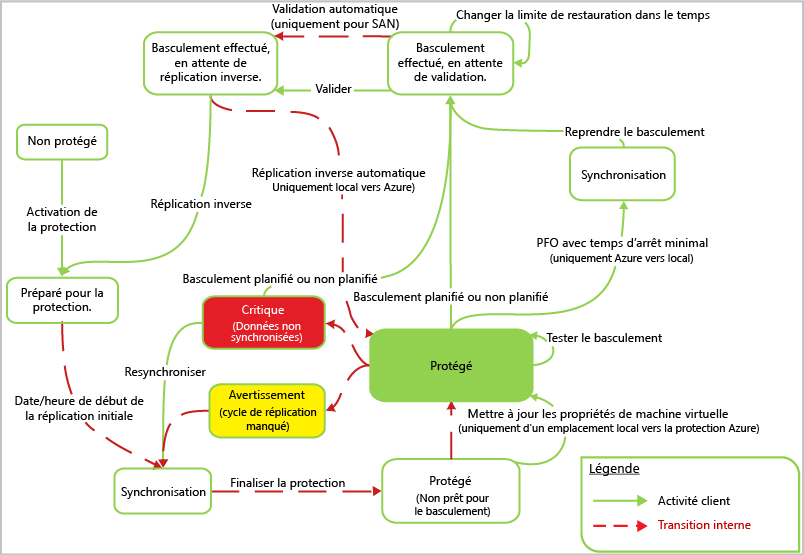 Validation automatique
(uniquement pour SAN)
Changer la limite de restauration dans le temps
Basculement effectué,
en attente de
réplication inverse.
Basculement
effectué, en attente
de validation.
Valider
Non protégé
Reprendre le basculement
Réplication inverse automatique
Uniquement local vers Azure)
Synchronisation
Activation de
la protection
Réplication inverse
PFO avec temps d'arrêt minimal
(uniquement Azure vers local)
Basculement planifié ou non planifié
Préparé pour la
protection.
Basculement planifié ou non planifié
Critique
(Données non
synchronisées)
Tester le basculement
Protégé
Resynchroniser
Avertissement
(cycle de réplication
manqué)
Date/heure de début de
la réplication initiale
Mettre à jour les propriétés de machine virtuelle
(uniquement d'un emplacement local vers la protection Azure)
Synchronisation
Finaliser la protection
Protégé
(Non prêt pour
le basculement)
Légende
Activité client
Transition interne